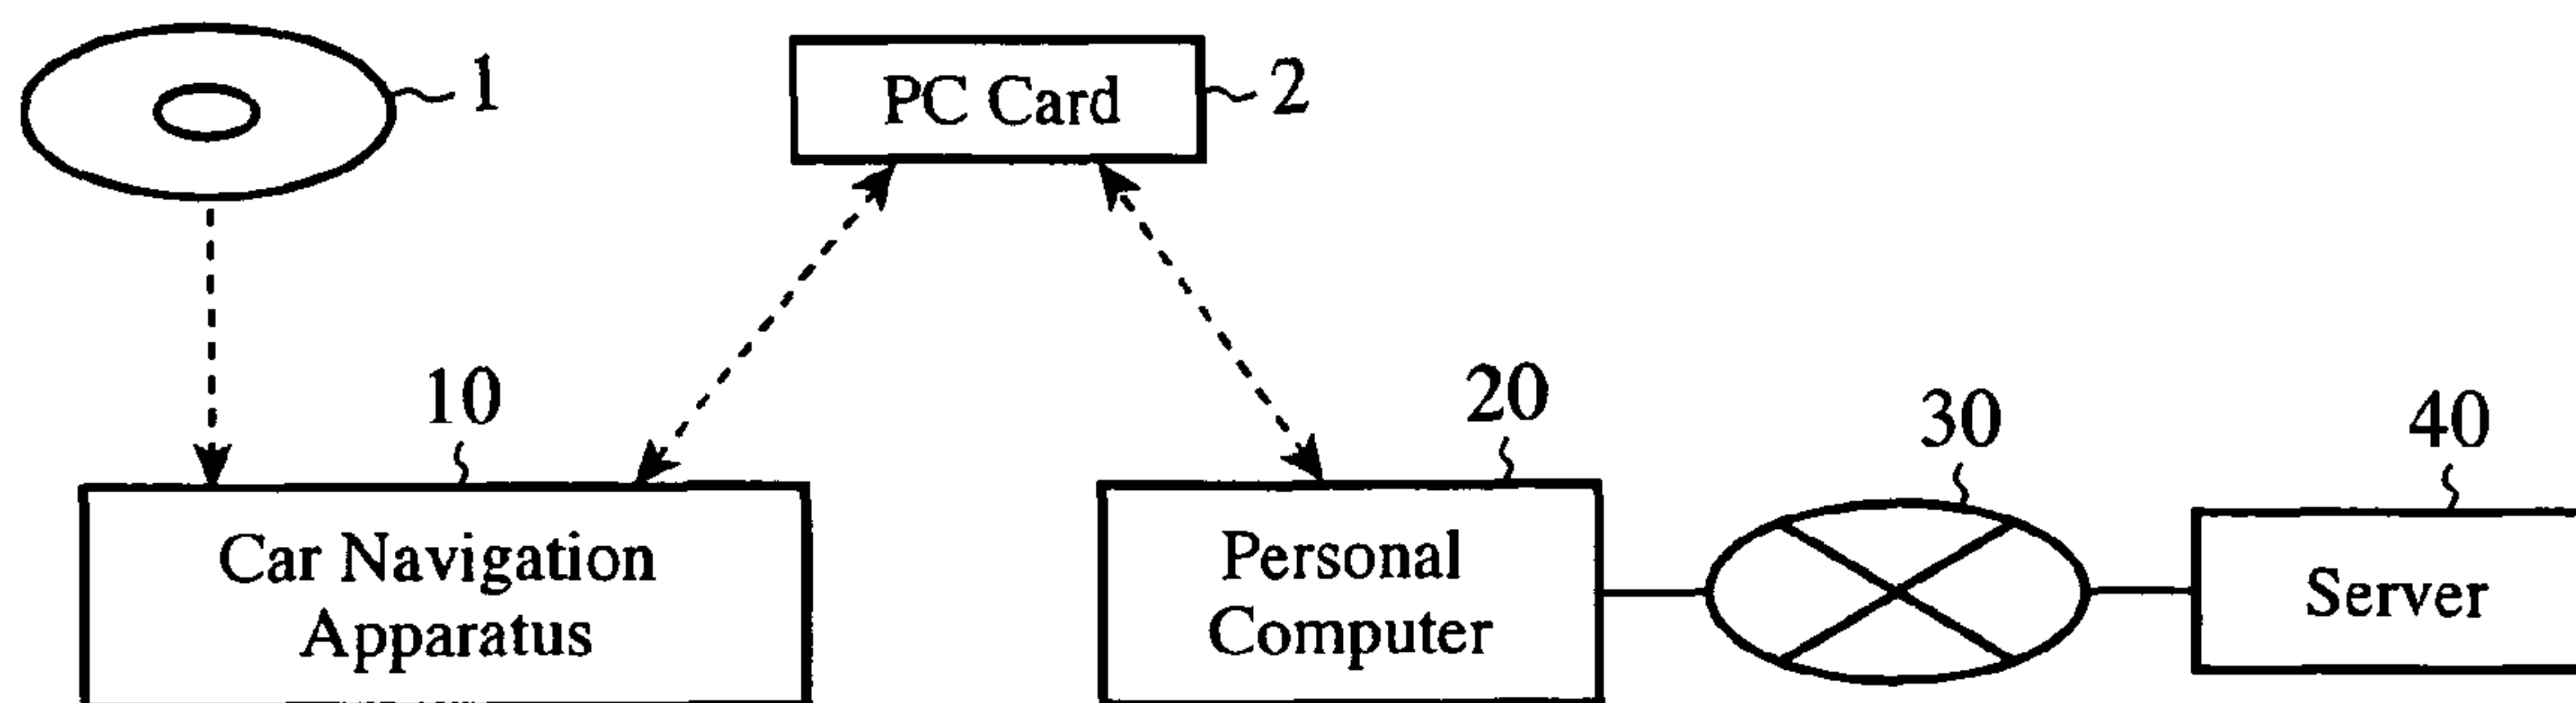 1
PC Card
2
10
20
30
40
Car Navigation
Apparatus
Personal
Computer
Server